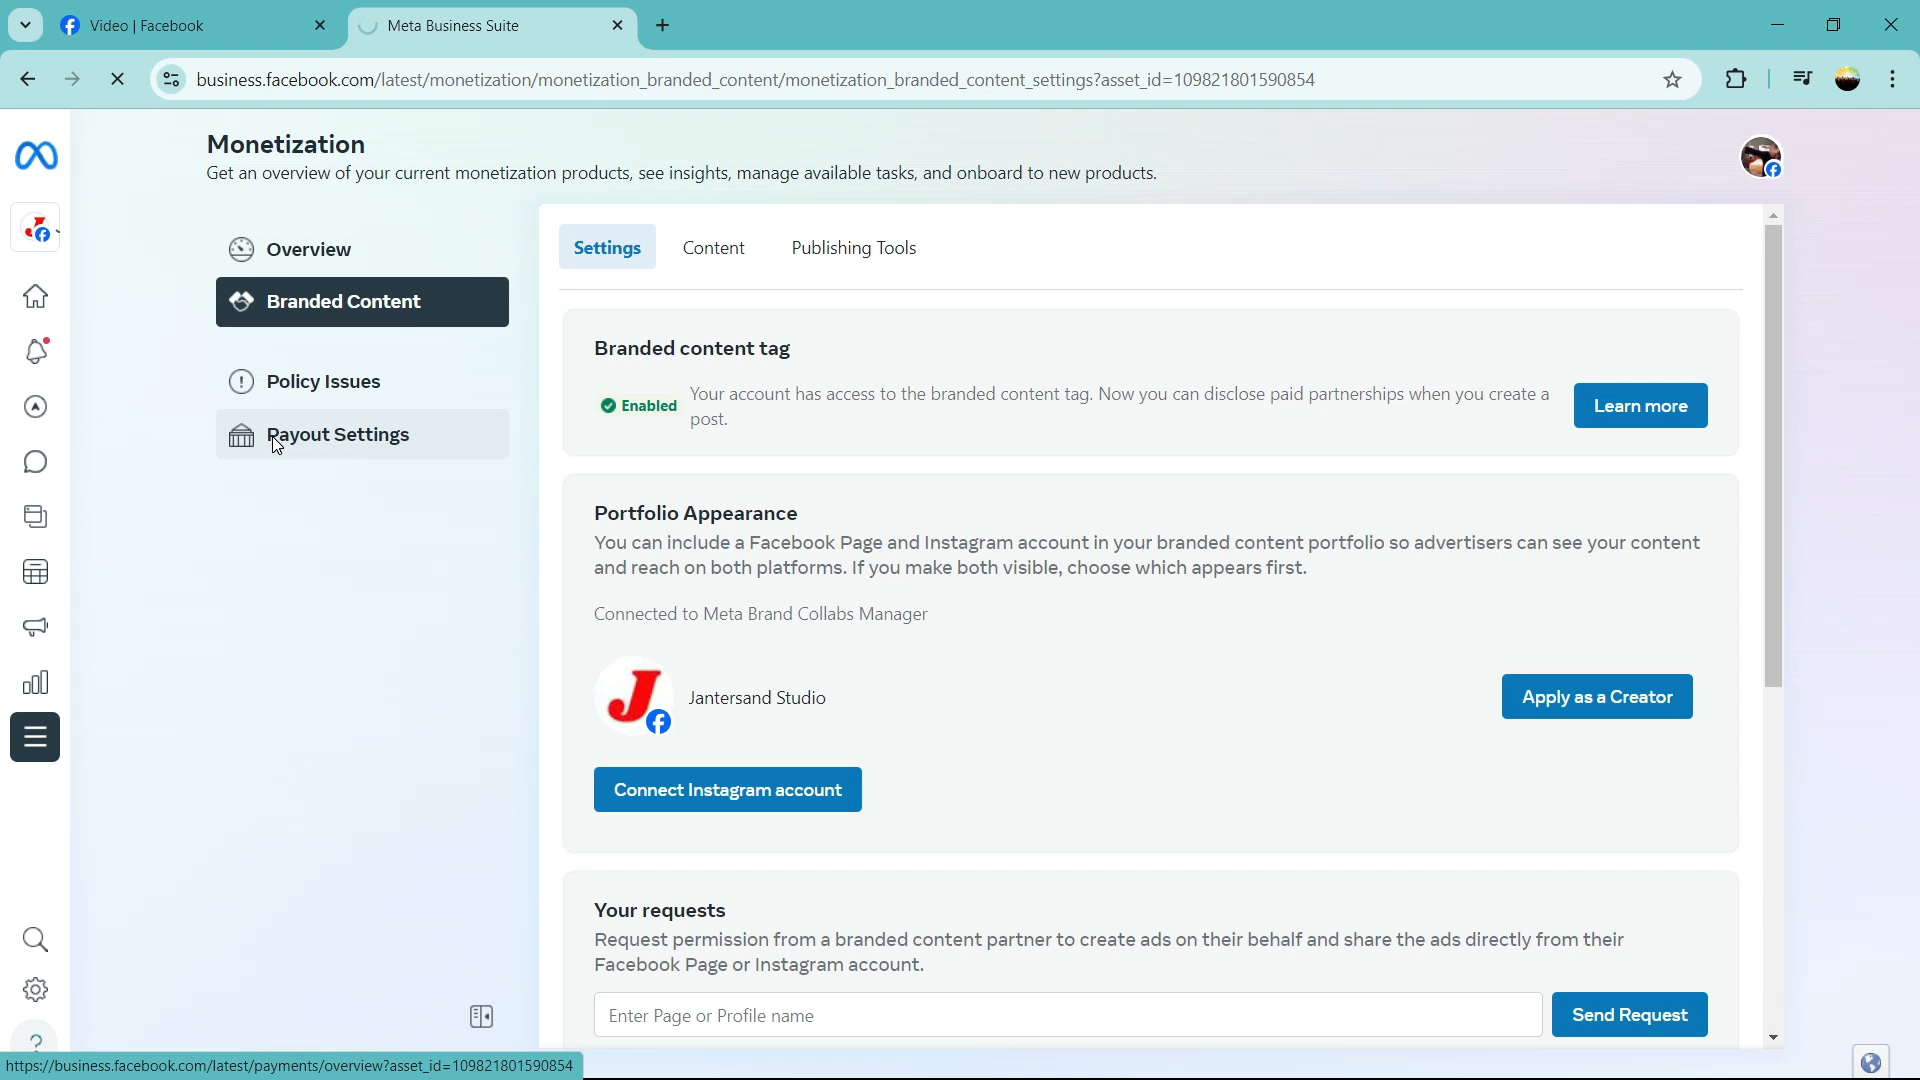 Video | Facebook
Meta Business Suite
business.facebook.com/latest/monetization/monetization_branded_content/monetization_branded_content_settings?asset_id=109821801590854
Monetization
Get an overview of your current monetization products, see insights, manage available tasks, and onboard to new products.
Overview
Branded Content
Policy Issues
Payout Settings
Settings
Content
Publishing Tools
Branded content tag
Enabled
Your account has access to the branded content tag. Now you can disclose paid partnerships when you create a
post.
Learn more
Portfolio Appearance
You can include a Facebook Page and Instagram account in your branded content portfolio so advertisers can see your content
and reach on both platforms. If you make both visible, choose which appears first.
Connected to Meta Brand Collabs Manager
J
Jantersand Studio
Apply as a Creator
Connect Instagram account
Your requests
Request permission from a branded content partner to create ads on their behalf and share the ads directly from their
Facebook Page or Instagram account.
Enter Page or Profile name
Send Request
https://business.facebook.com/latest/payments/overview?asset_id=109821801590854